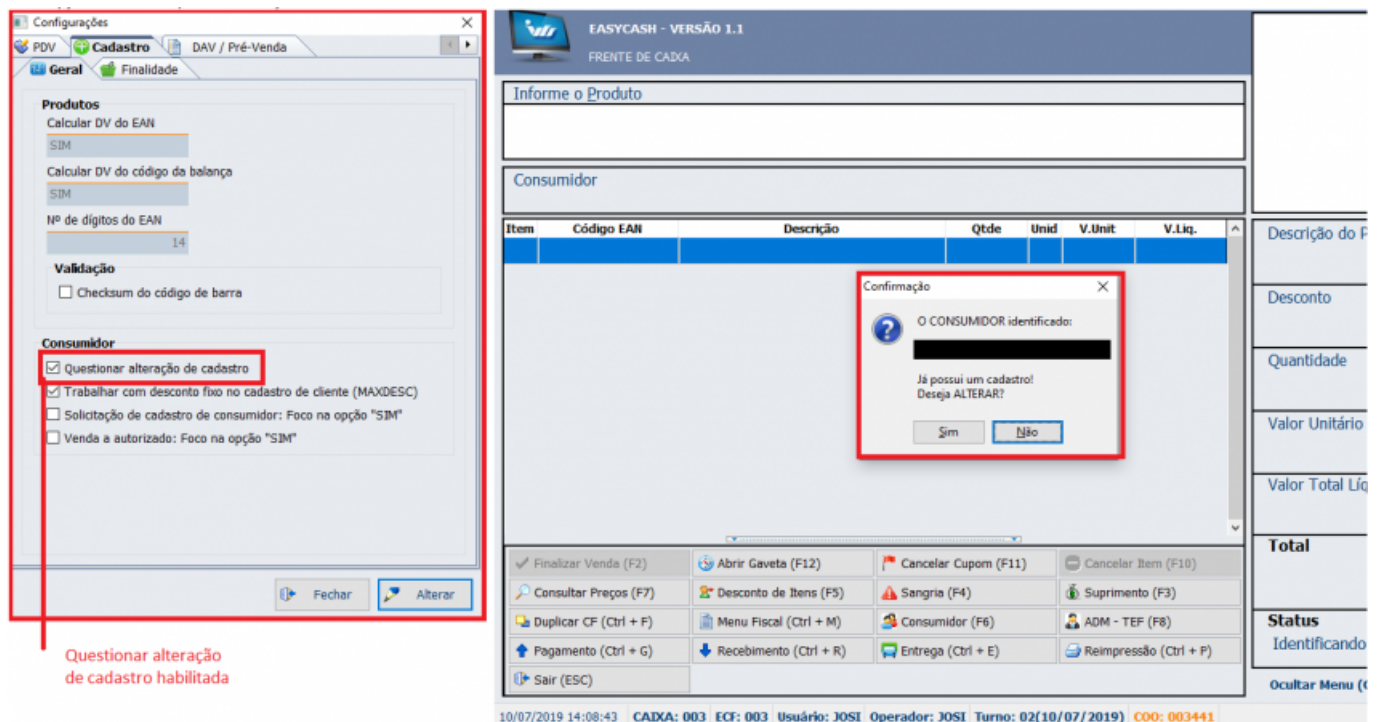 Configurações
PDV Cadastro DAV / Pré-Venda
Geral Finalidade
Produtos
Calcular DV do EAN
SIM
Calcular DV do código da balança
SIM
Nº de dígitos do EAN
14
Validação
Checksum do código de barra
Consumidor
Questionar alteração de cadastro
Trabalhar com desconto fixo no cadastro de cliente (MAXDESC)
Solicitação de cadastro de consumidor: Foco na opção "SIM"
Venda a autorizado: Foco na opção "SIM"
Fechar Alterar
Questionar alteração
de cadastro habilitada
EASYCASH - VERSÃO 1.1
FRENTE DE CAIXA
Informe o Produto
Consumidor
Item Código EAN Descrição Qtde Unid V.Unit V.Liq.
Confirmação
O CONSUMIDOR identificado:
Já possui um cadastro!
Deseja ALTERAR?
Sim Não
Descrição do P
Desconto
Quantidade
Valor Unitário
Valor Total Líq
Total
Status
Identificando
Ocultar Menu (
Finalizar Venda (F2) Abrir Gaveta (F12) Cancelar Cupom (F11) Cancelar Item (F10)
Consultar Preços (F7) Desconto de Itens (F5) Sangria (F4) Suprimento (F3)
Duplicar CF (Ctrl + F) Menu Fiscal (Ctrl + M) Consumidor (F6) ADM - TEF (F8)
Pagamento (Ctrl + G) Recebimento (Ctrl + R) Entrega (Ctrl + E) Reimpressão (Ctrl + P)
Sair (ESC)
10/07/2019 14:08:43 CAIXA: 003 ECF: 003 Usuário: JOSI Operador: JOSI Turno: 02(10/07/2019) COO: 003441